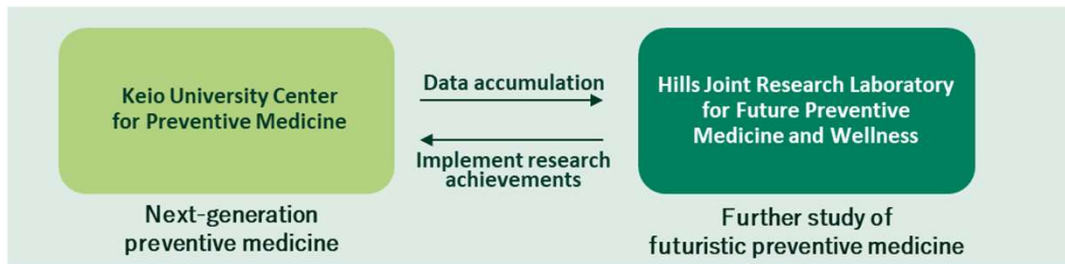 Keio University Center
for Preventive Medicine
Data accumulation
Implement research
achievements
Hills Joint Research Laboratory
for Future Preventive
Medicine and Wellness
Next-generation
preventive medicine
Further study of
futuristic preventive medicine